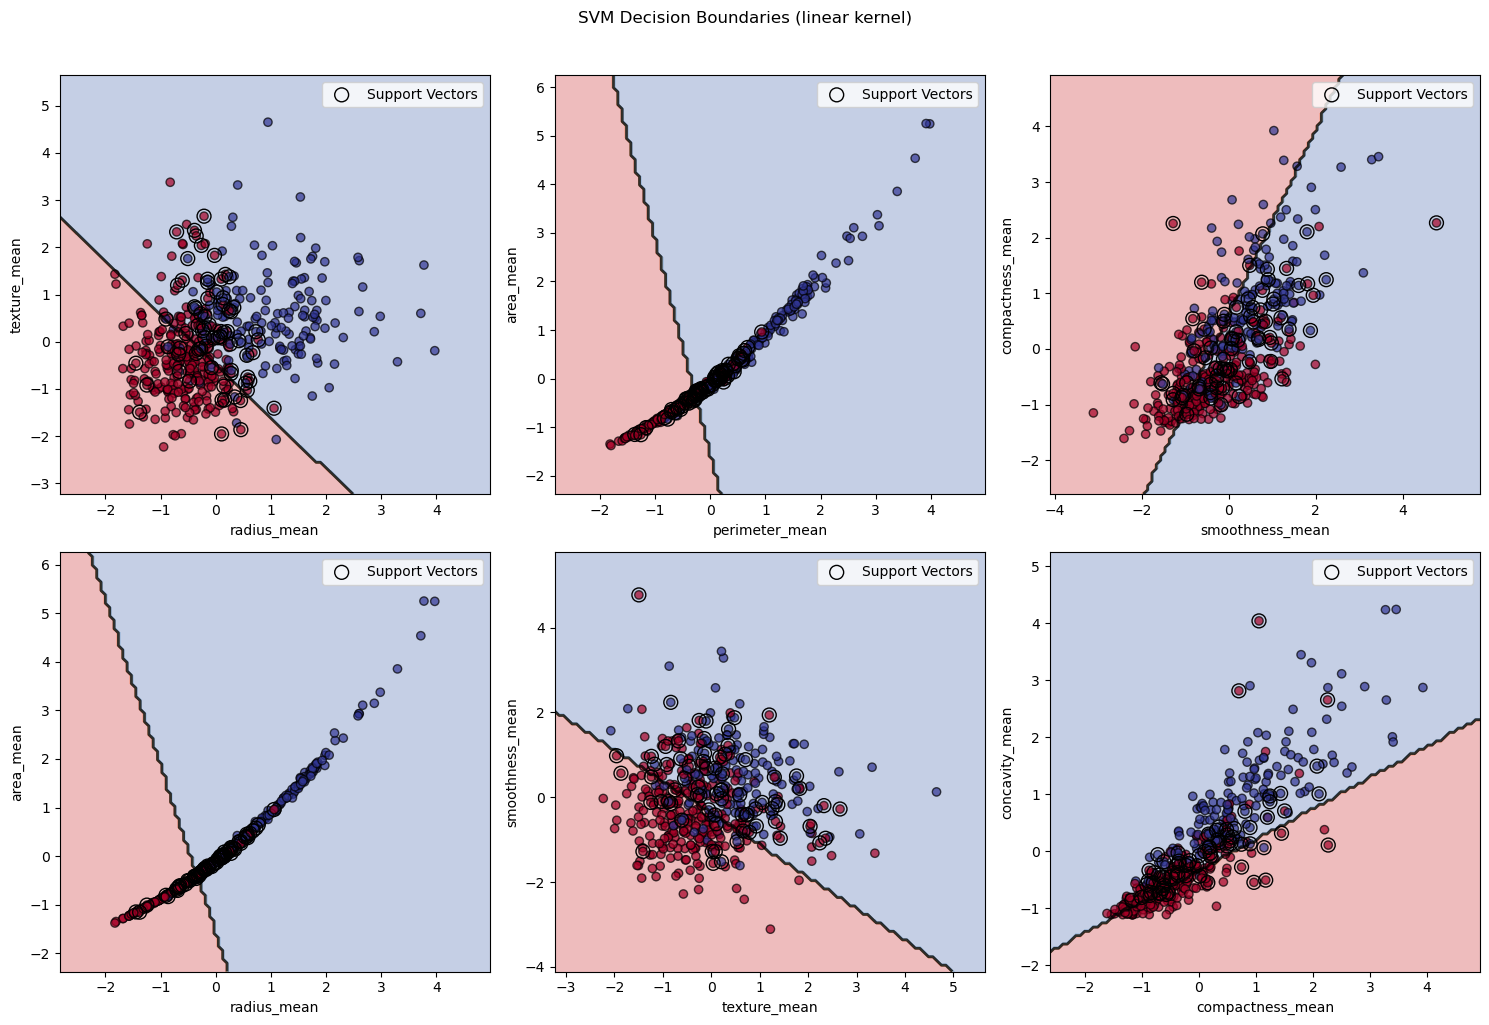 SVM Decision Boundaries (linear kernel)
Support Vectors
texture_mean
5
4
3
2
1
0
−1
−2
−3
−2 −1 0 1 2 3 4
radius_mean
Support Vectors
area_mean
6
5
4
3
2
1
0
−1
−2
−2 −1 0 1 2 3 4
perimeter_mean
Support Vectors
compactness_mean
4
3
2
1
0
−1
−2
−4 −2 0 2 4
smoothness_mean
Support Vectors
area_mean
6
5
4
3
2
1
0
−1
−2
−2 −1 0 1 2 3 4
radius_mean
Support Vectors
smoothness_mean
4
2
0
−2
−4
−3 −2 −1 0 1 2 3 4 5
texture_mean
Support Vectors
concavity_mean
5
4
3
2
1
0
−1
−2
−2 −1 0 1 2 3 4
compactness_mean